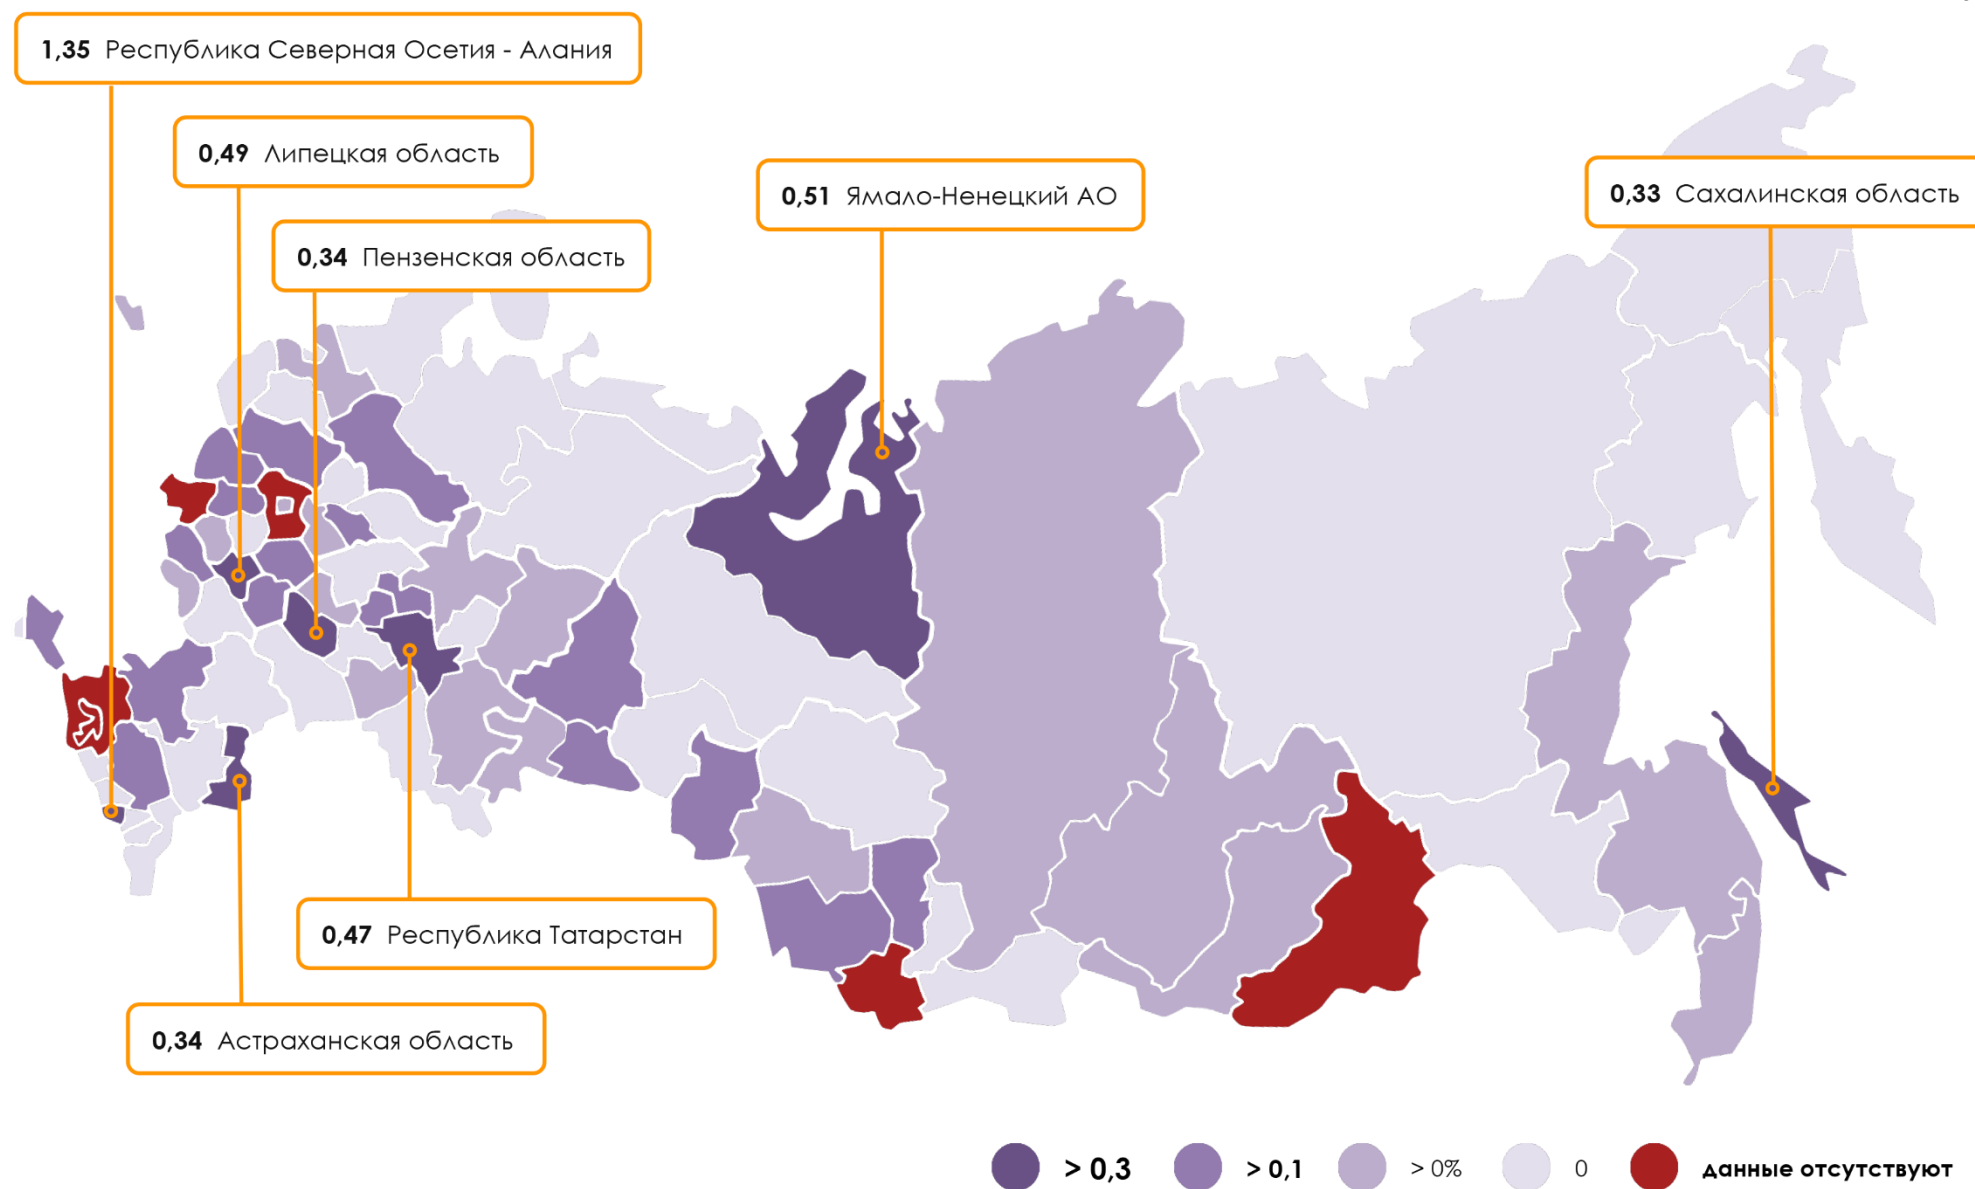 1,35 Республика Северная Осетия - Алания
0,49 Липецкая область
0,51 Ямало-Ненецкий АО
0,33 Сахалинская область
0,34 Пензенская область
0,47 Республика Татарстан
0,34 Астраханская область
> 0,3
> 0,1
> 0%
0
данные отсутствуют